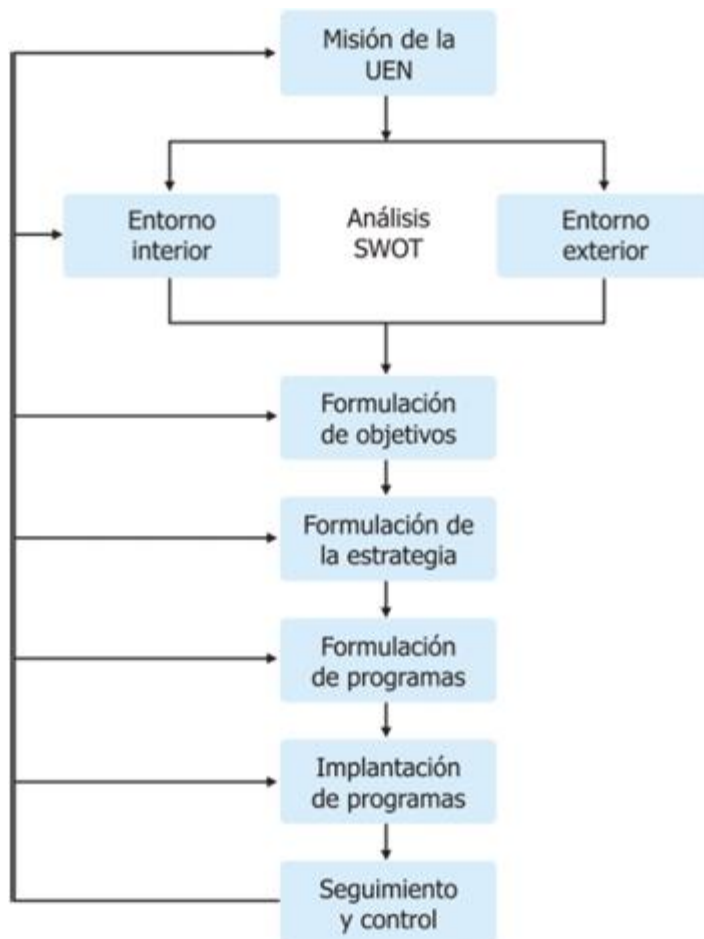 Misión de la
UEN
Entorno
interior
Análisis
SWOT
Entorno
exterior
Formulación
de objetivos
Formulación de
la estrategia
Formulación
de programas
Implantación
de programas
Seguimiento
y control